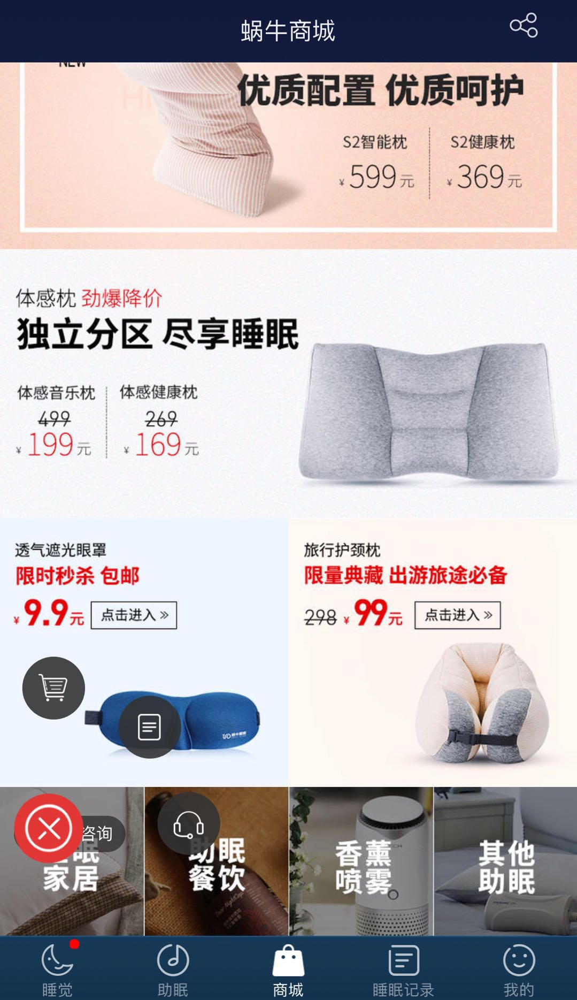 蜗牛商城
NEW
优质配置 优质呵护
S2智能枕
S2健康枕
¥ 599元
¥ 369元
体感枕 劲爆降价
独立分区 尽享睡眠
体感音乐枕
体感健康枕
499
269
¥ 199元
¥ 169元
透气遮光眼罩
限时秒杀 包邮
¥ 9.9元
点击进入 »
旅行护颈枕
限量典藏 出游旅途必备
298 ¥ 99元
点击进入 »
咨询
眠
家居
助眠
餐饮
香薰
喷雾
其他
助眠
睡觉
助眠
商城
睡眠记录
我的